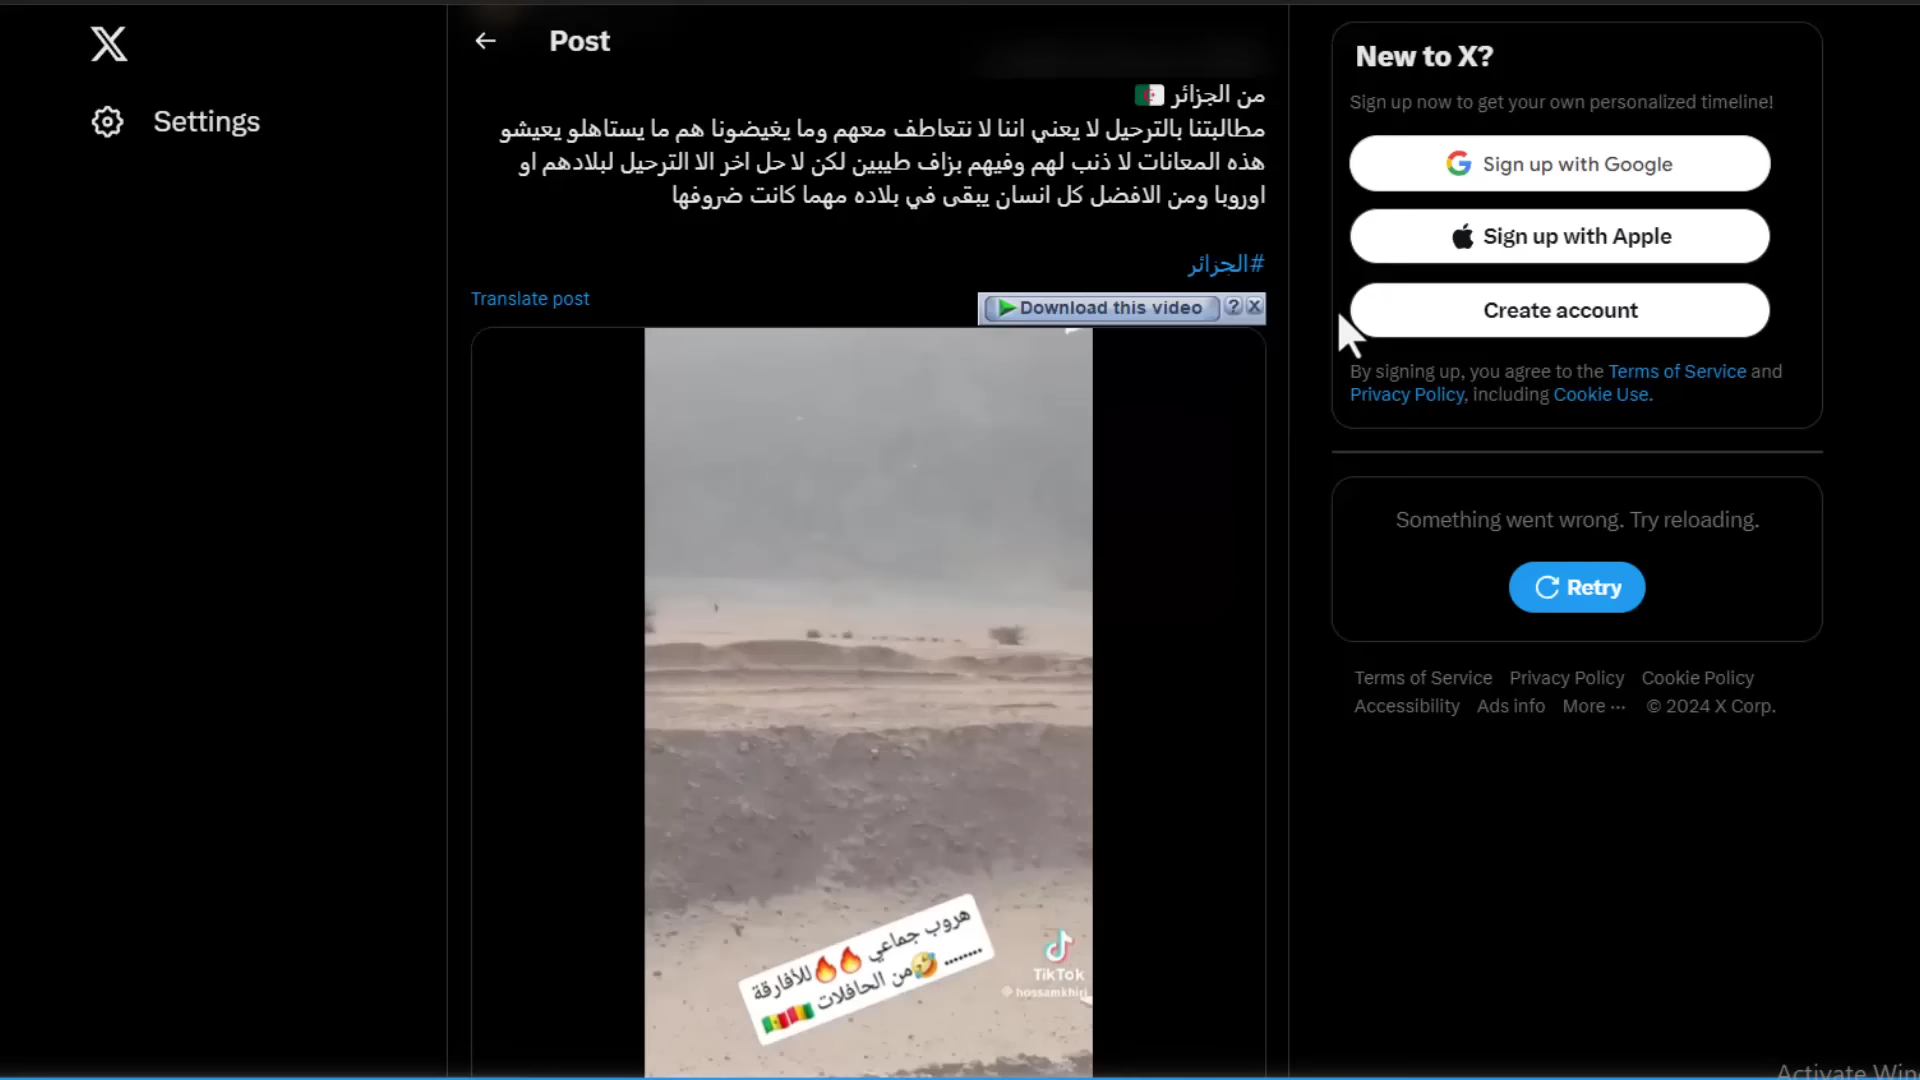 Settings
Post
من الجزائر 🇩🇿
مطالبتنا بالترحيل لا يعني اننا لا نتعاطف معهم وما يغيضونا هم ما يستاهلو يعيشو
هذه المعانات لا ذنب لهم وفيهم بزاف طيبين لكن لا حل اخر الا الترحيل لبلادهم او
اوروبا ومن الافضل كل انسان يبقى في بلاده مهما كانت ضروفها
#الجزائر
Translate post
Download this video ? X
هروب جماعي 🔥🔥للأفارقة
........ 🤣من الحافلات
TikTok
hossamkhiri
New to X?
Sign up now to get your own personalized timeline!
Sign up with Google
Sign up with Apple
Create account
By signing up, you agree to the Terms of Service and
Privacy Policy, including Cookie Use.
Something went wrong. Try reloading.
Retry
Terms of Service Privacy Policy Cookie Policy
Accessibility Ads info More ··· © 2024 X Corp.
Activate